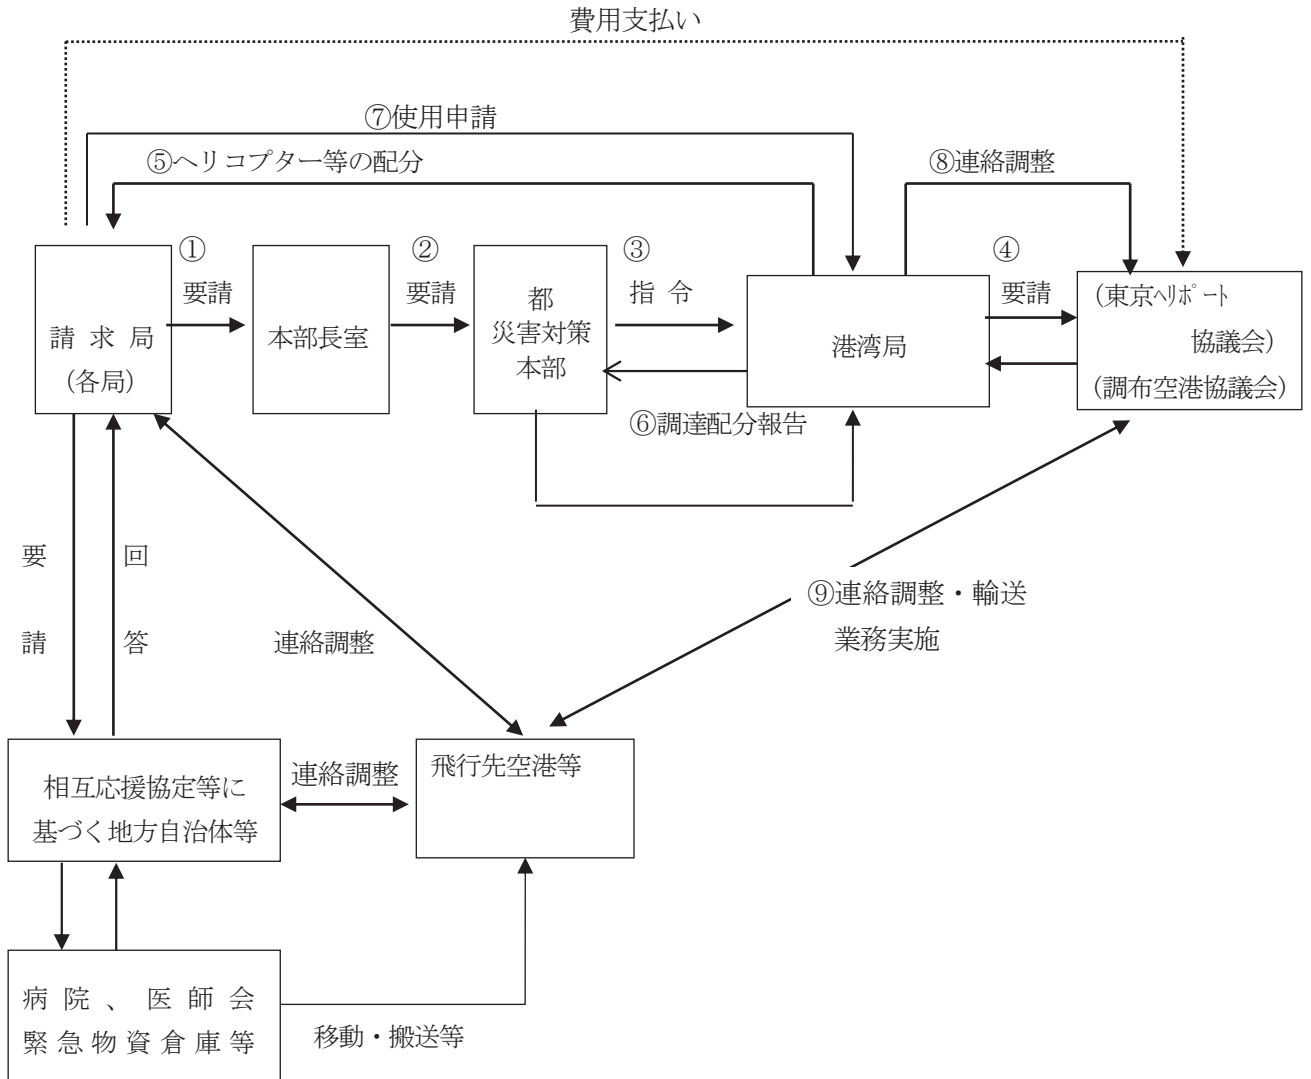 費用支払い
⑦使用申請
⑤ヘリコプター等の配分
⑧連絡調整
①
要請
②
要請
③
指 令
④
要請
請 求 局
(各局)
本部長室
都
災害対策
本部
港湾局
(東京ﾍﾘﾎﾟｰﾄ
協議会)
(調布空港協議会)
⑥調達配分報告
要
請
回
答
連絡調整
⑨連絡調整・輸送
業務実施
相互応援協定等に
基づく地方自治体等
連絡調整
飛行先空港等
病 院 、 医 師 会
緊 急 物 資 倉 庫 等
移動・搬送等